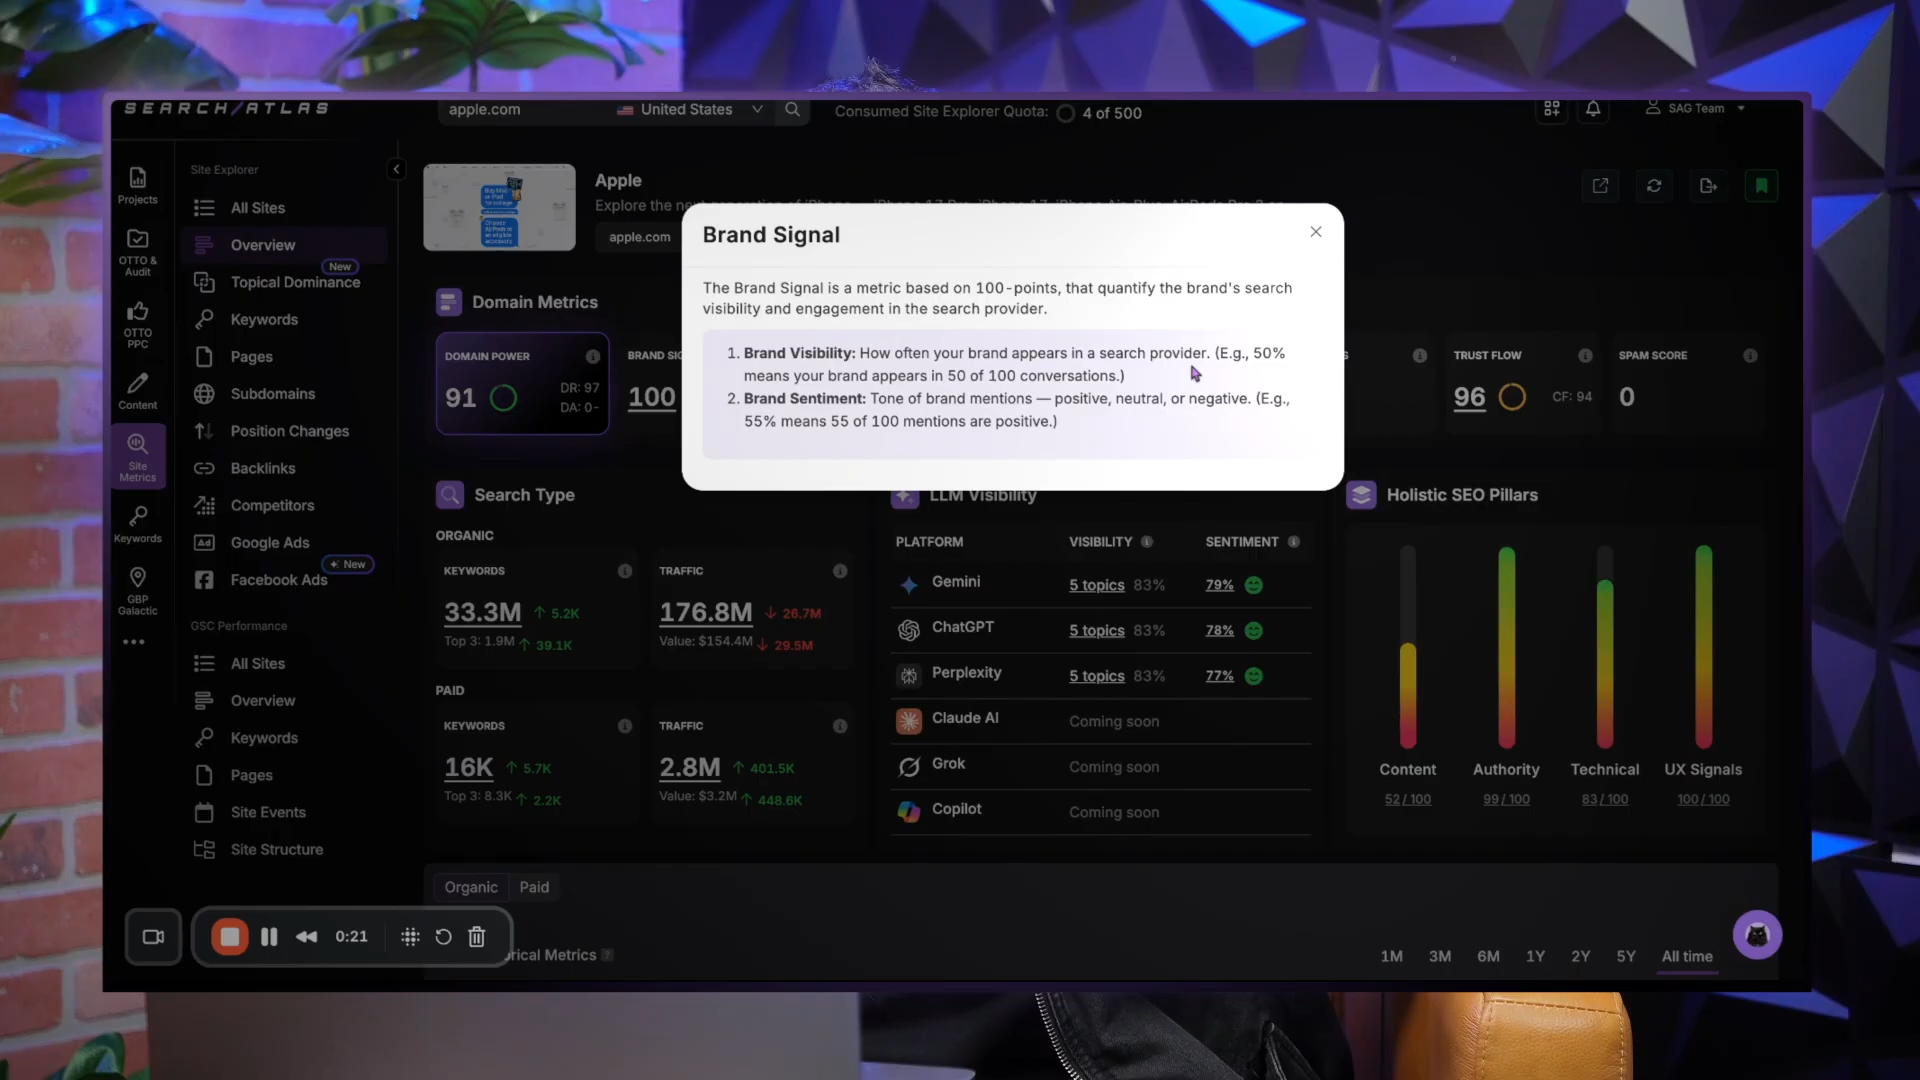 SEARCH/ATLAS
apple.com
United States
Consumed Site Explorer Quota:
4 of 500
SAG Team
Projects
OTTO & Audit
OTTO PPC
Content
Site Metrics
Keywords
GBP Galactic
Site Explorer
All Sites
Overview
New
Topical Dominance
Keywords
Pages
Subdomains
Position Changes
Backlinks
Competitors
Google Ads
New
Facebook Ads
GSC Performance
All Sites
Overview
Keywords
Pages
Site Events
Site Structure
Apple
Explore the
apple.com
Brand Signal
The Brand Signal is a metric based on 100-points, that quantify the brand's search
visibility and engagement in the search provider.
1. Brand Visibility: How often your brand appears in a search provider. (E.g., 50%
means your brand appears in 50 of 100 conversations.)
2. Brand Sentiment: Tone of brand mentions — positive, neutral, or negative. (E.g.,
55% means 55 of 100 mentions are positive.)
Domain Metrics
DOMAIN POWER
91
DR: 97
DA: 0-
BRAND SIG
100
TRUST FLOW
96
CF: 94
SPAM SCORE
0
Search Type
ORGANIC
KEYWORDS
33.3M
5.2K
Top 3: 1.9M
39.1K
TRAFFIC
176.8M
26.7M
Value: $154.4M
29.5M
PAID
KEYWORDS
16K
5.7K
Top 3: 8.3K
2.2K
TRAFFIC
2.8M
401.5K
Value: $3.2M
448.6K
LLM Visibility
PLATFORM VISIBILITY SENTIMENT
Gemini 5 topics 83% 79%
ChatGPT 5 topics 83% 78%
Perplexity 5 topics 83% 77%
Claude AI Coming soon
Grok Coming soon
Copilot Coming soon
Holistic SEO Pillars
Content Authority Technical UX Signals
52 / 100 99 / 100 83 / 100 100 / 100
Organic Paid
0:21
rical Metrics
1M 3M 6M 1Y 2Y 5Y All time